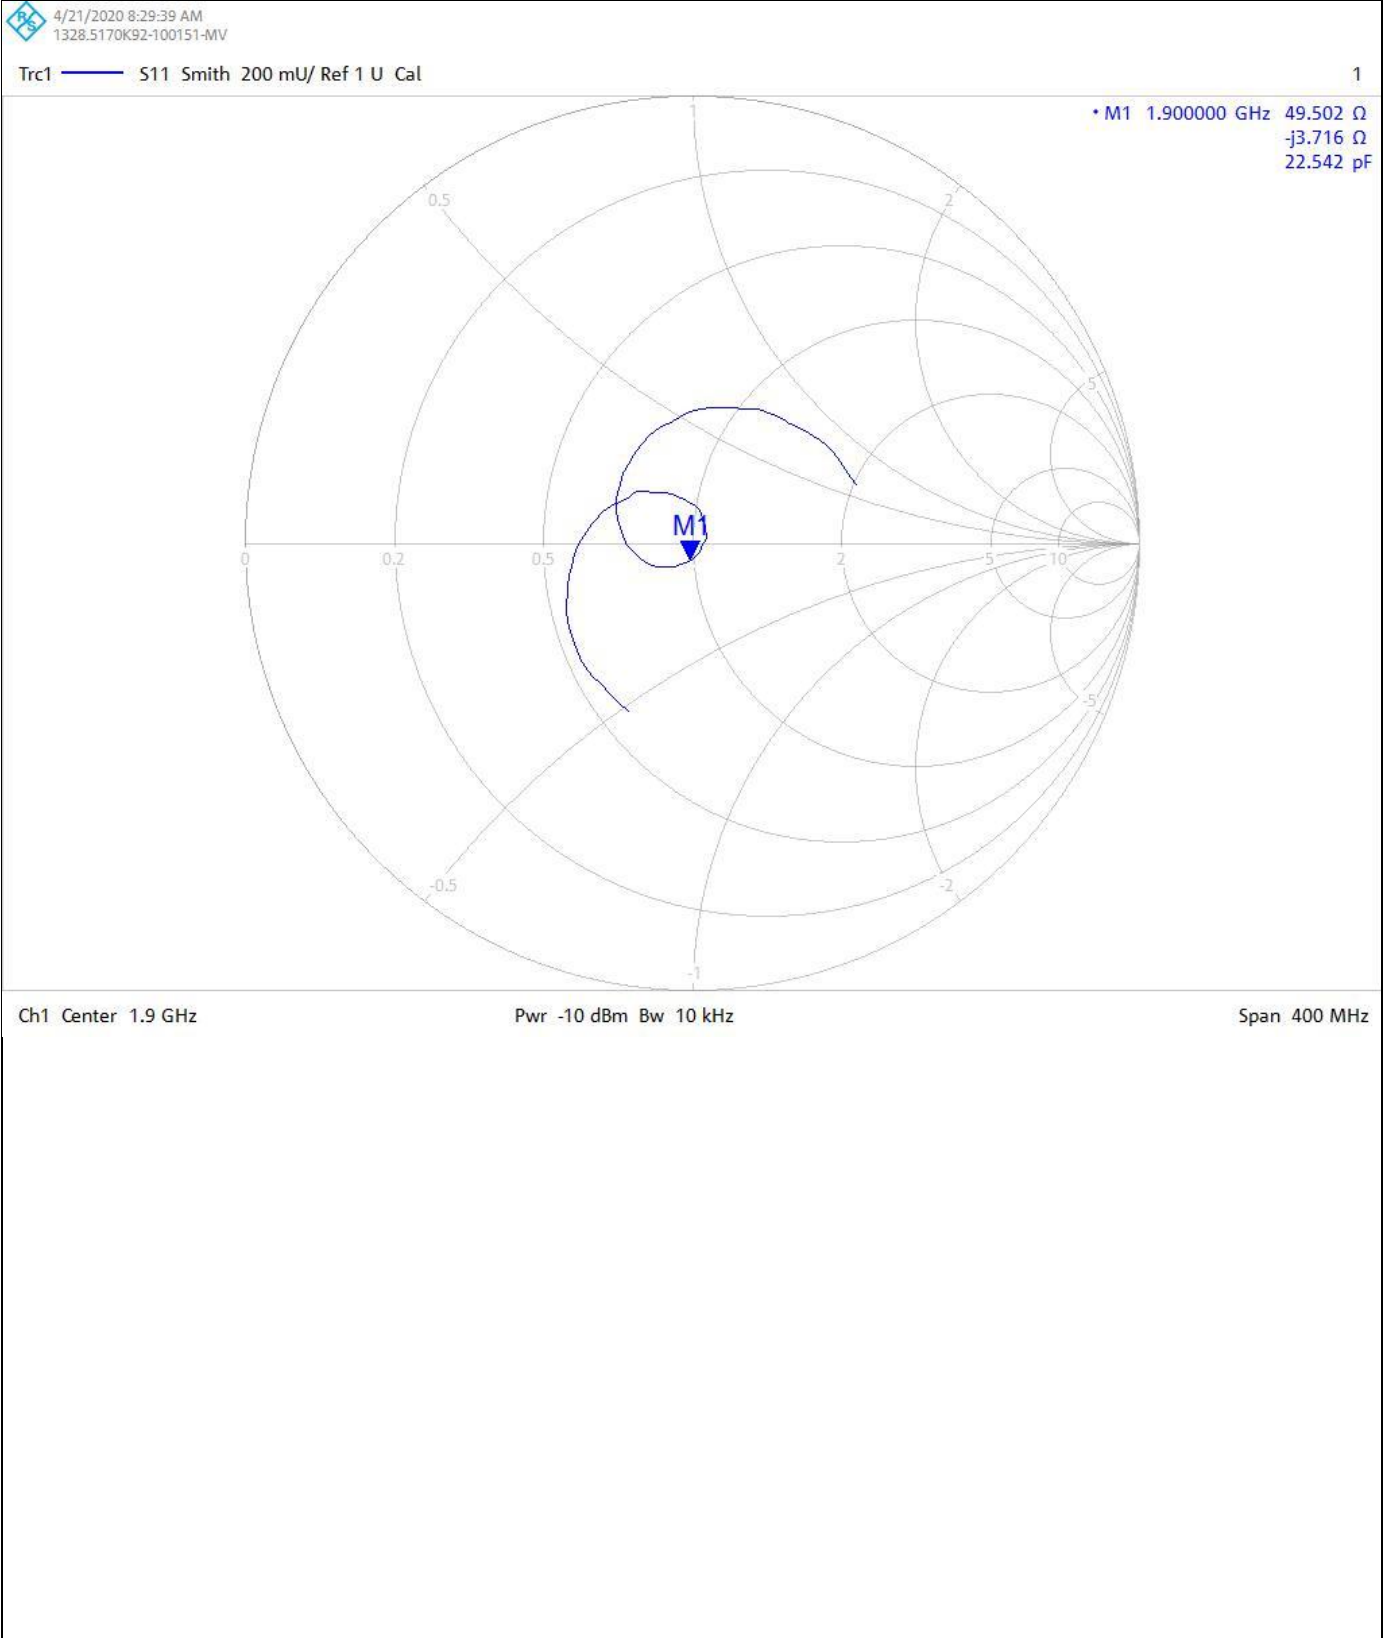 R&S
4/21/2020 8:29:39 AM
1328.5170K92-100151-MV
Trc1 S11 Smith 200 mU/ Ref 1 U Cal 1
• M1 1.900000 GHz 49.502 Ω
-j3.716 Ω
22.542 pF
1
0.5 2
5
M1
0 0.2 0.5 2 5 10
-5
-0.5 -2
-1
Ch1 Center 1.9 GHz Pwr -10 dBm Bw 10 kHz Span 400 MHz